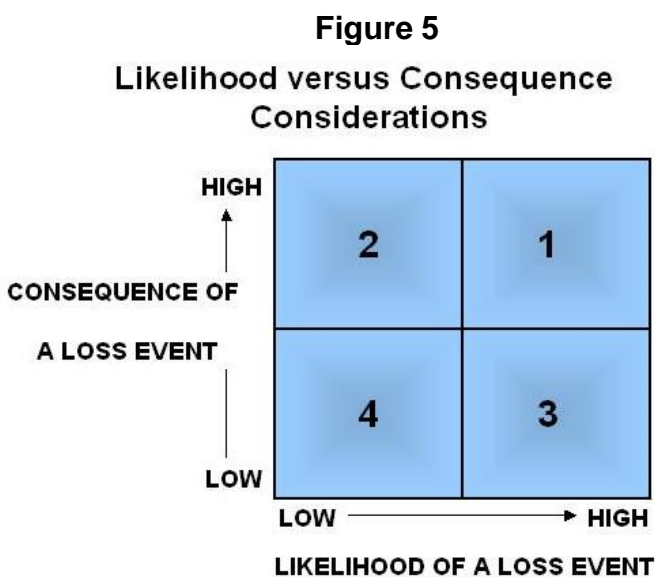 Figure 5
Likelihood versus Consequence
Considerations
HIGH
2
1
CONSEQUENCE OF
A LOSS EVENT
4
3
LOW
LOW
HIGH
LIKELIHOOD OF A LOSS EVENT